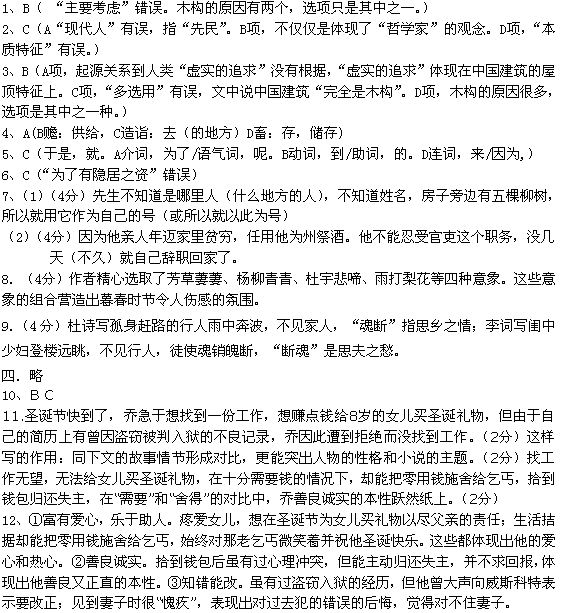 1、B（ “主要考虑”错误。木构的原因有两个，选项只是其中之一。）
2、C（A“现代人”有误，指“先民”。B项，不仅仅是体现了“哲学家”的观念。D项，“本
质特征”有误。）
3、B（A项，起源关系到人类“虚实的追求”没有根据，“虚实的追求”体现在中国建筑的屋
顶特征上。C项，“多选用”有误，文中说中国建筑“完全是木构”。D项，木构的原因很多，
选项是其中之一种。）
4、A(B赡：供给，C造诣：去（的地方）D畜：存，储存)
5、C（于是，就。A介词，为了/语气词，呢。B动词，到/助词，的。D连词，来/因为,）
6、C（“为了有隐居之资”错误）
7、（1）（4分）先生不知道是哪里人（什么地方的人），不知道姓名，房子旁边有五棵柳树，
所以就用它作为自己的号（或所以就以此为号）
（2）（4分）因为他亲人年迈家里贫穷，任用他为州祭酒。他不能忍受官吏这个职务，没几
天（不久）就自己辞职回家了。
8．（4分）作者精心选取了芳草萋萋、杨柳青青、杜宇悲啼、雨打梨花等四种意象。这些意
象的组合营造出暮春时节令人伤感的氛围。
9．（4分）杜诗写孤身赶路的行人雨中奔波，不见家人，“魂断”指思乡之情；李词写闺中
少妇登楼远眺，不见行人，徒使魂销魄断，“断魂”是思夫之愁。
四．略
10、ＢＣ
11.圣诞节快到了，乔急于想找到一份工作，想赚点钱给8岁的女儿买圣诞礼物，但由于自
己的简历上有曾因盗窃被判入狱的不良记录，乔因此遭到拒绝而没找到工作。（2分）这样
写的作用：同下文的故事情节形成对比，更能突出人物的性格和小说的主题。（2分）找工
作无望，无法给女儿买圣诞礼物，在十分需要钱的情况下，却能把零用钱施舍给乞丐，拾到
钱包归还失主，在“需要”和“舍得”的对比中，乔善良诚实的本性跃然纸上。（2分）
12、①富有爱心，乐于助人。疼爱女儿，想在圣诞节为女儿买礼物以尽父亲的责任；生活拮
据却能把零用钱施舍给乞丐，始终对那老乞丐微笑着并祝他圣诞快乐。这些都体现出他的爱
心和热心。②善良诚实。拾到钱包后虽有过心理冲突，但能主动归还失主，并不求回报,体
现出他善良又正直的本性。③知错能改。虽有过盗窃入狱的经历，但他曾大声向威斯科特表
示要改正；见到妻子时很“愧疚”，表现出对过去犯的错误的后悔，觉得对不住妻子。